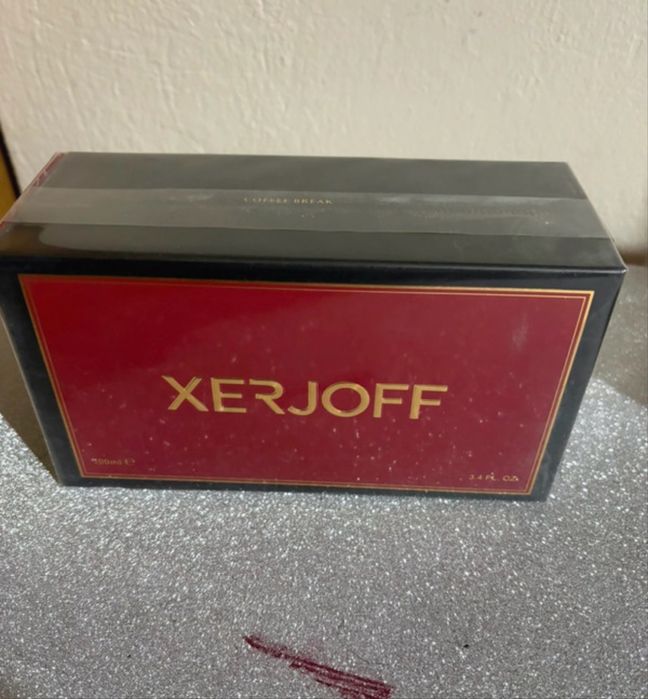 COFFEE BREAK
XERJOFF
100ml ℮
3.4 FL. OZ.